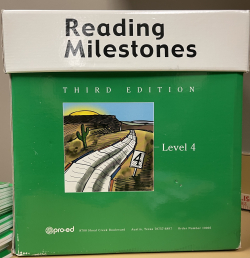 Reading
Milestones
THIRD EDITION
Level 4
4
pro·ed